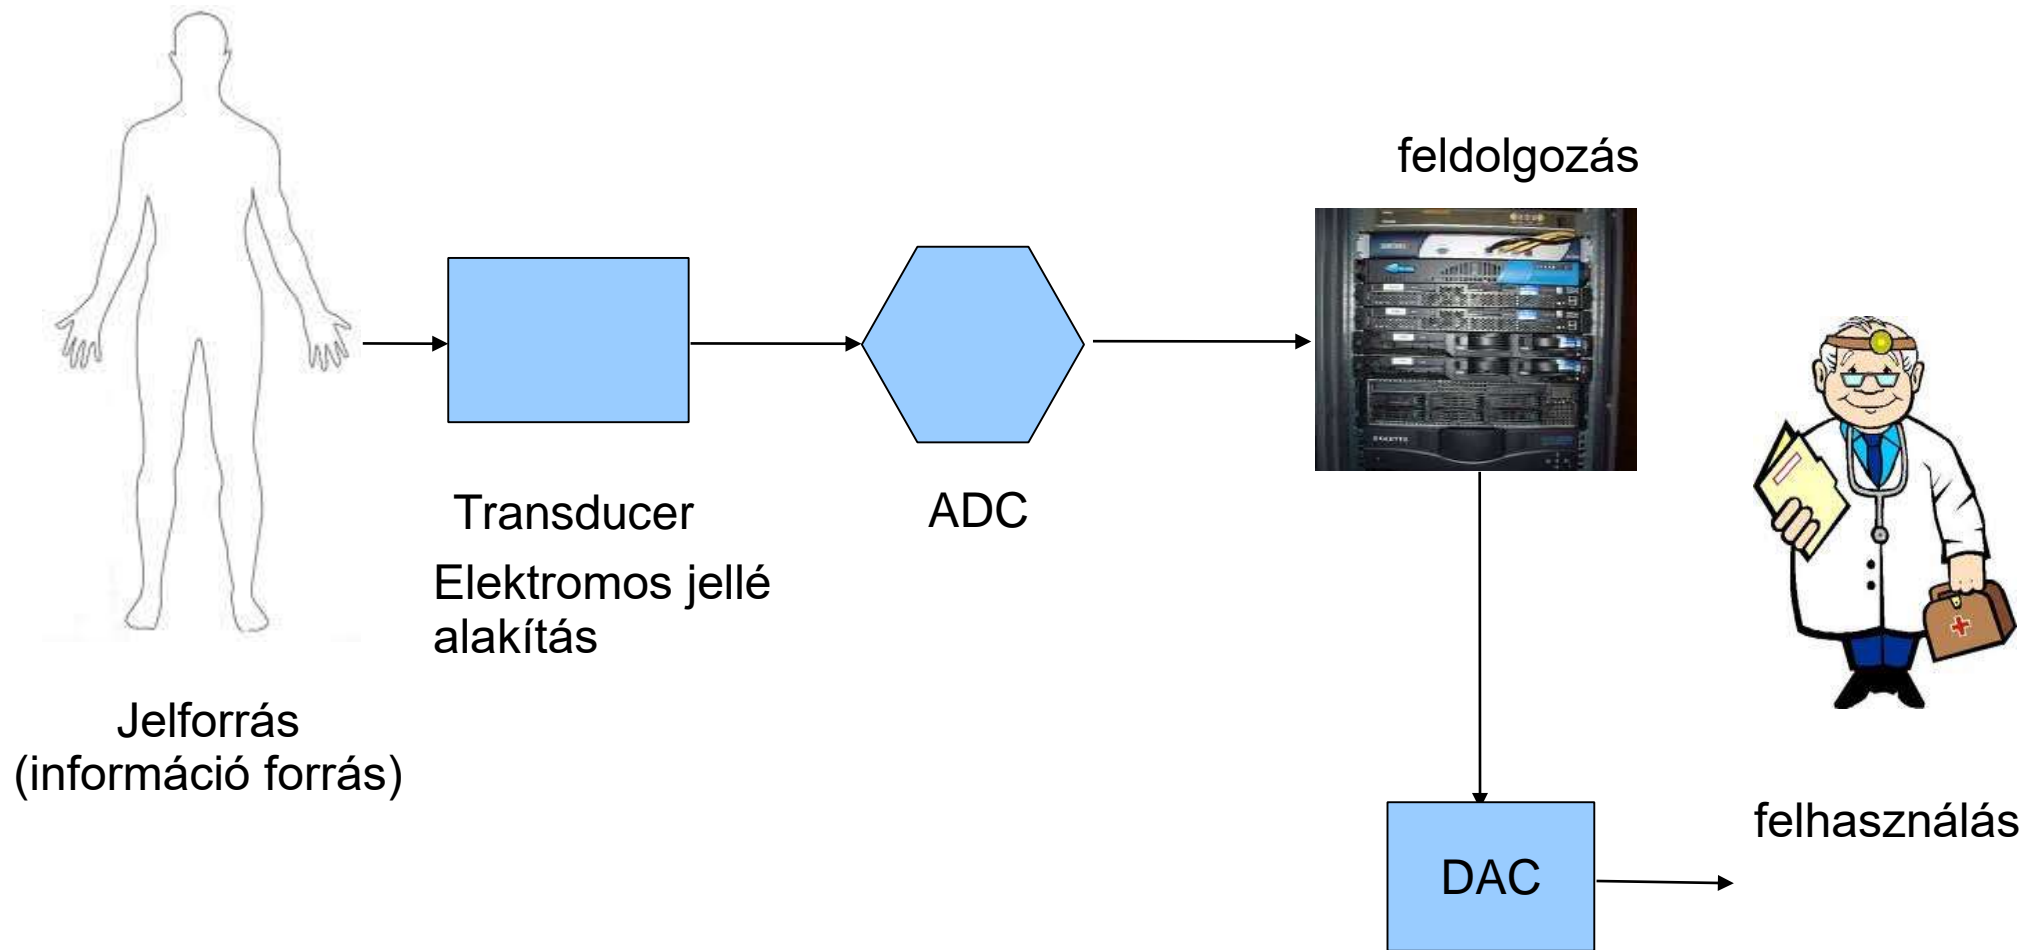 feldolgozás
Transducer
ADC
Elektromos jellé
alakítás
Jelforrás
(információ forrás)
felhasználás
DAC